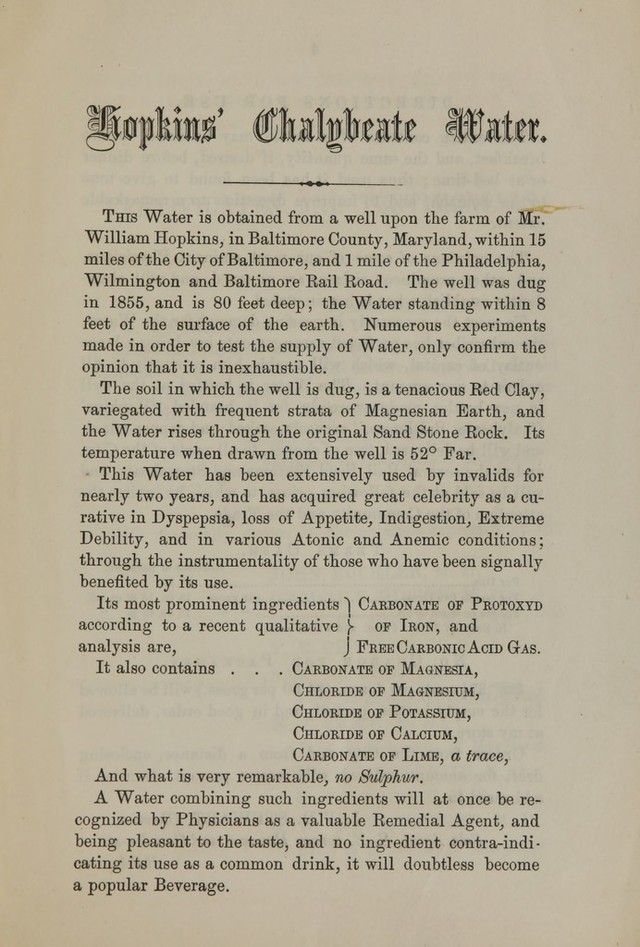 Hopkins' Chalybeate Water.
This Water is obtained from a well upon the farm of Mr.
William Hopkins, in Baltimore County, Maryland, within 15
miles of the City of Baltimore, and 1 mile of the Philadelphia,
Wilmington and Baltimore Rail Road. The well was dug
in 1855, and is 80 feet deep; the Water standing within 8
feet of the surface of the earth. Numerous experiments
made in order to test the supply of Water, only confirm the
opinion that it is inexhaustible.
The soil in which the well is dug, is a tenacious Red Clay,
variegated with frequent strata of Magnesian Earth, and
the Water rises through the original Sand Stone Rock. Its
temperature when drawn from the well is 52° Far.
This Water has been extensively used by invalids for
nearly two years, and has acquired great celebrity as a cu-
rative in Dyspepsia, loss of Appetite, Indigestion, Extreme
Debility, and in various Atonic and Anemic conditions;
through the instrumentality of those who have been signally
benefited by its use.
Its most prominent ingredients } Carbonate of Protoxyd
according to a recent qualitative } of Iron, and
analysis are, } Free Carbonic Acid Gas.
It also contains . . . Carbonate of Magnesia,
Chloride of Magnesium,
Chloride of Potassium,
Chloride of Calcium,
Carbonate of Lime, a trace,
And what is very remarkable, no Sulphur.
A Water combining such ingredients will at once be re-
cognized by Physicians as a valuable Remedial Agent, and
being pleasant to the taste, and no ingredient contra-indi-
cating its use as a common drink, it will doubtless become
a popular Beverage.